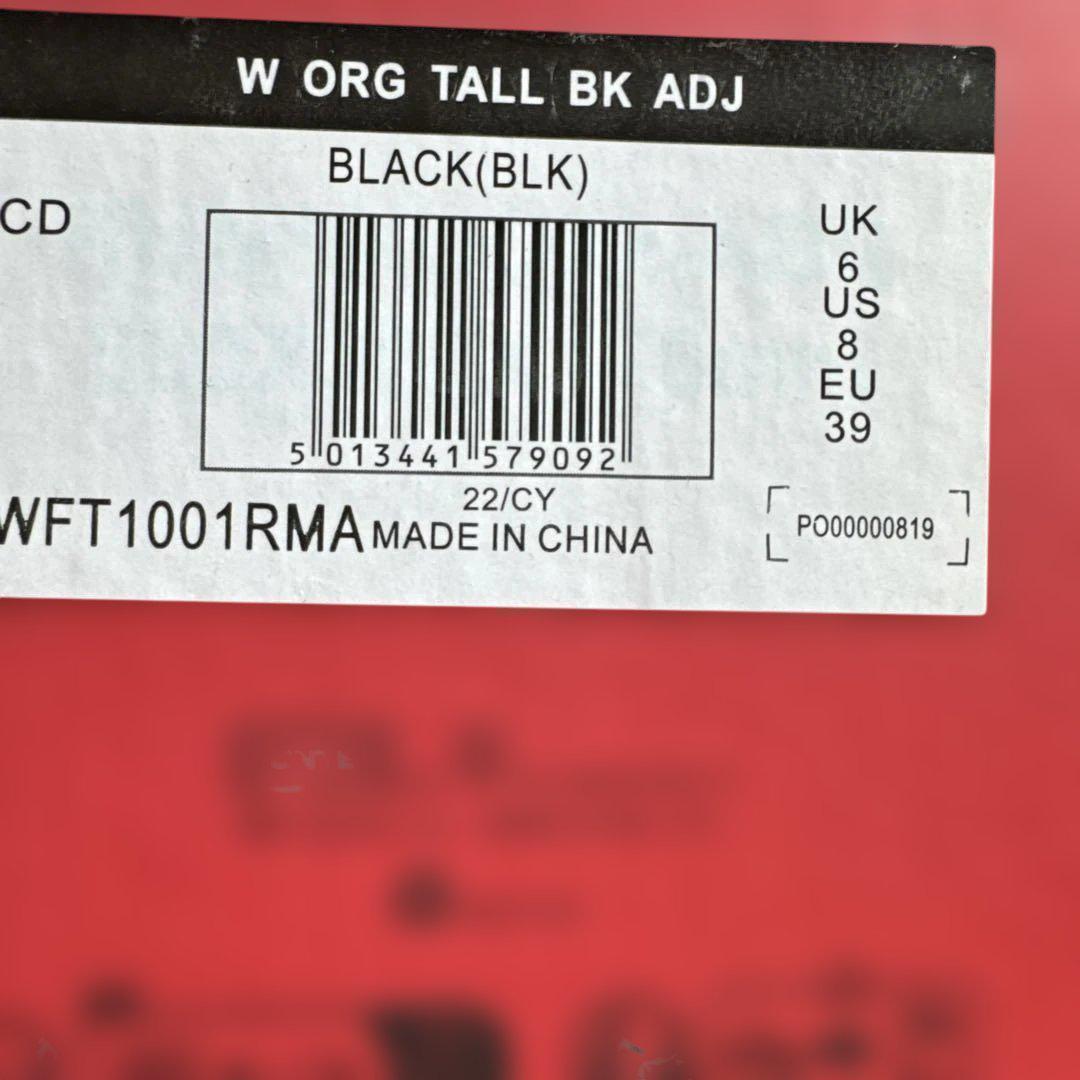 W ORG TALL BK ADJ
BLACK(BLK)
CD
UK
6
US
8
EU
39
5 013441 579092
22/CY
WFT1001RMA MADE IN CHINA
PO00000819